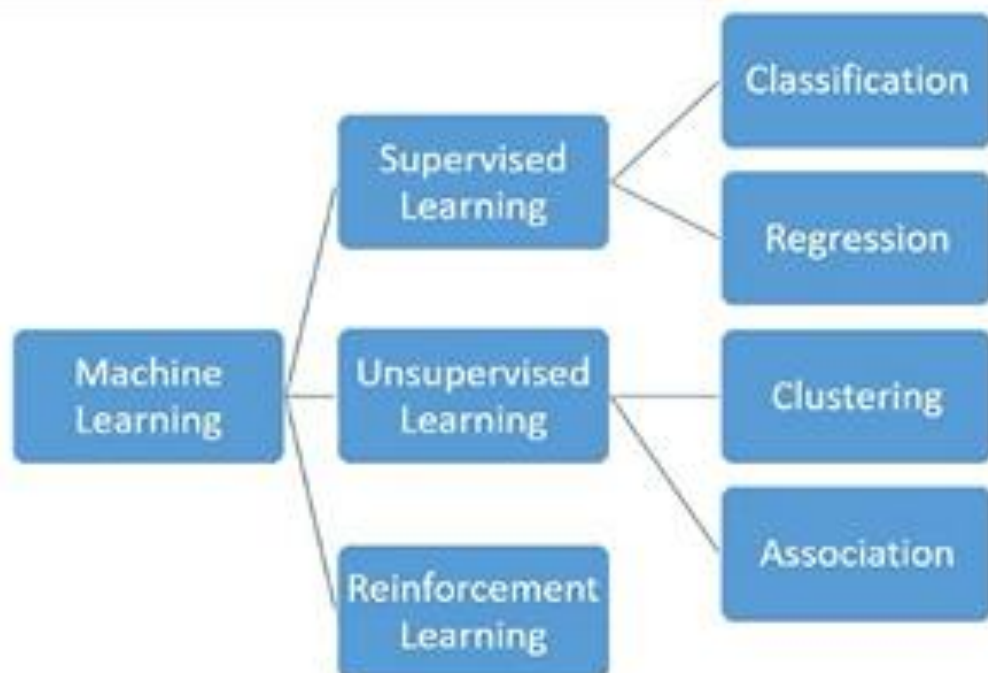 Machine
Learning
Supervised
Learning
Unsupervised
Learning
Reinforcement
Learning
Classification
Regression
Clustering
Association